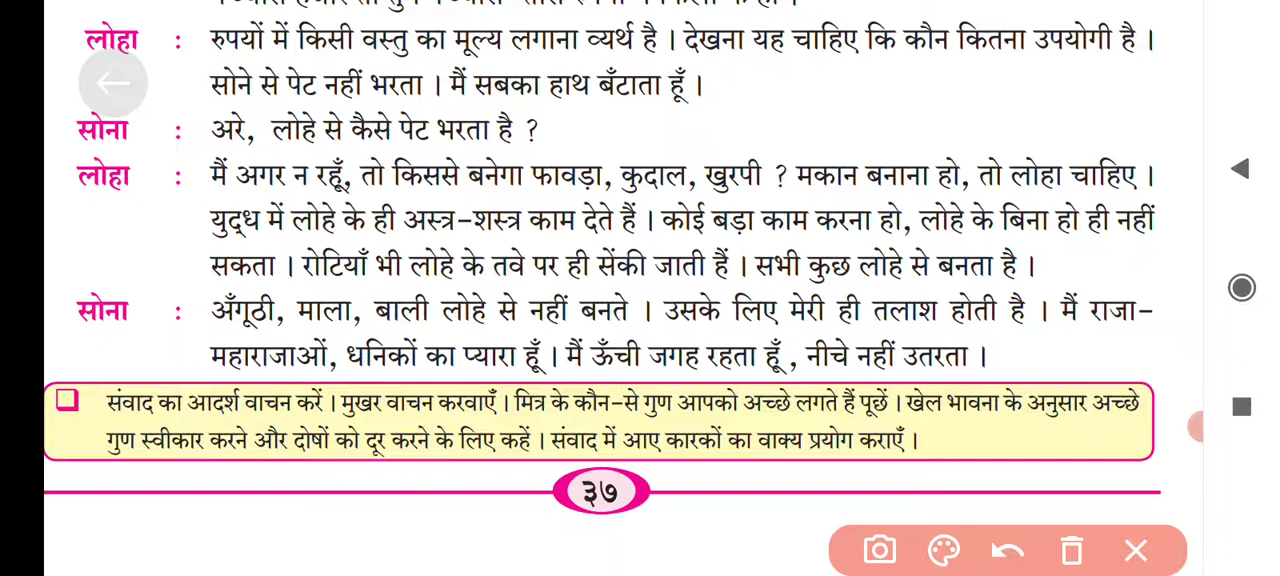 लोहा : रुपयों में किसी वस्तु का मूल्य लगाना व्यर्थ है । देखना यह चाहिए कि कौन कितना उपयोगी है ।
सोने से पेट नहीं भरता । मैं सबका हाथ बँटाता हूँ ।
सोना : अरे, लोहे से कैसे पेट भरता है ?
लोहा : मैं अगर न रहूँ, तो किससे बनेगा फावड़ा, कुदाल, खुरपी ? मकान बनाना हो, तो लोहा चाहिए ।
युद्ध में लोहे के ही अस्त्र-शस्त्र काम देते हैं । कोई बड़ा काम करना हो, लोहे के बिना हो ही नहीं
सकता । रोटियाँ भी लोहे के तवे पर ही सेंकी जाती हैं । सभी कुछ लोहे से बनता है ।
सोना : अँगूठी, माला, बाली लोहे से नहीं बनते । उसके लिए मेरी ही तलाश होती है । मैं राजा-
महाराजाओं, धनिकों का प्यारा हूँ । मैं ऊँची जगह रहता हूँ , नीचे नहीं उतरता ।
संवाद का आदर्श वाचन करें । मुखर वाचन करवाएँ । मित्र के कौन-से गुण आपको अच्छे लगते हैं पूछें । खेल भावना के अनुसार अच्छे
गुण स्वीकार करने और दोषों को दूर करने के लिए कहें । संवाद में आए कारकों का वाक्य प्रयोग कराएँ ।
३७